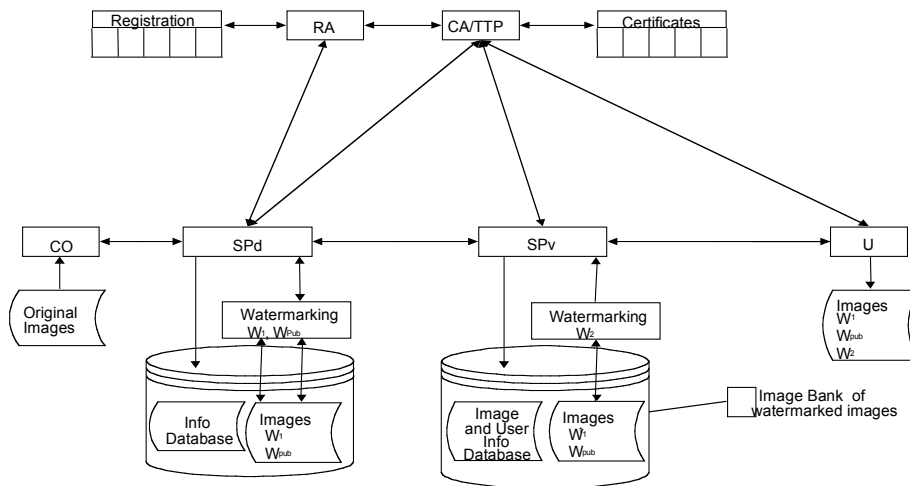 Registration
RA
CA/TTP
Certificates
CO
SPd
SPv
U
Original
Images
Watermarking
W1, WPub
Watermarking
W2
Images
W1
Wpub
W2
Info
Database
Images
W1
Wpub
Image
and User
Info
Database
Images
W1
Wpub
Image Bank of
watermarked images